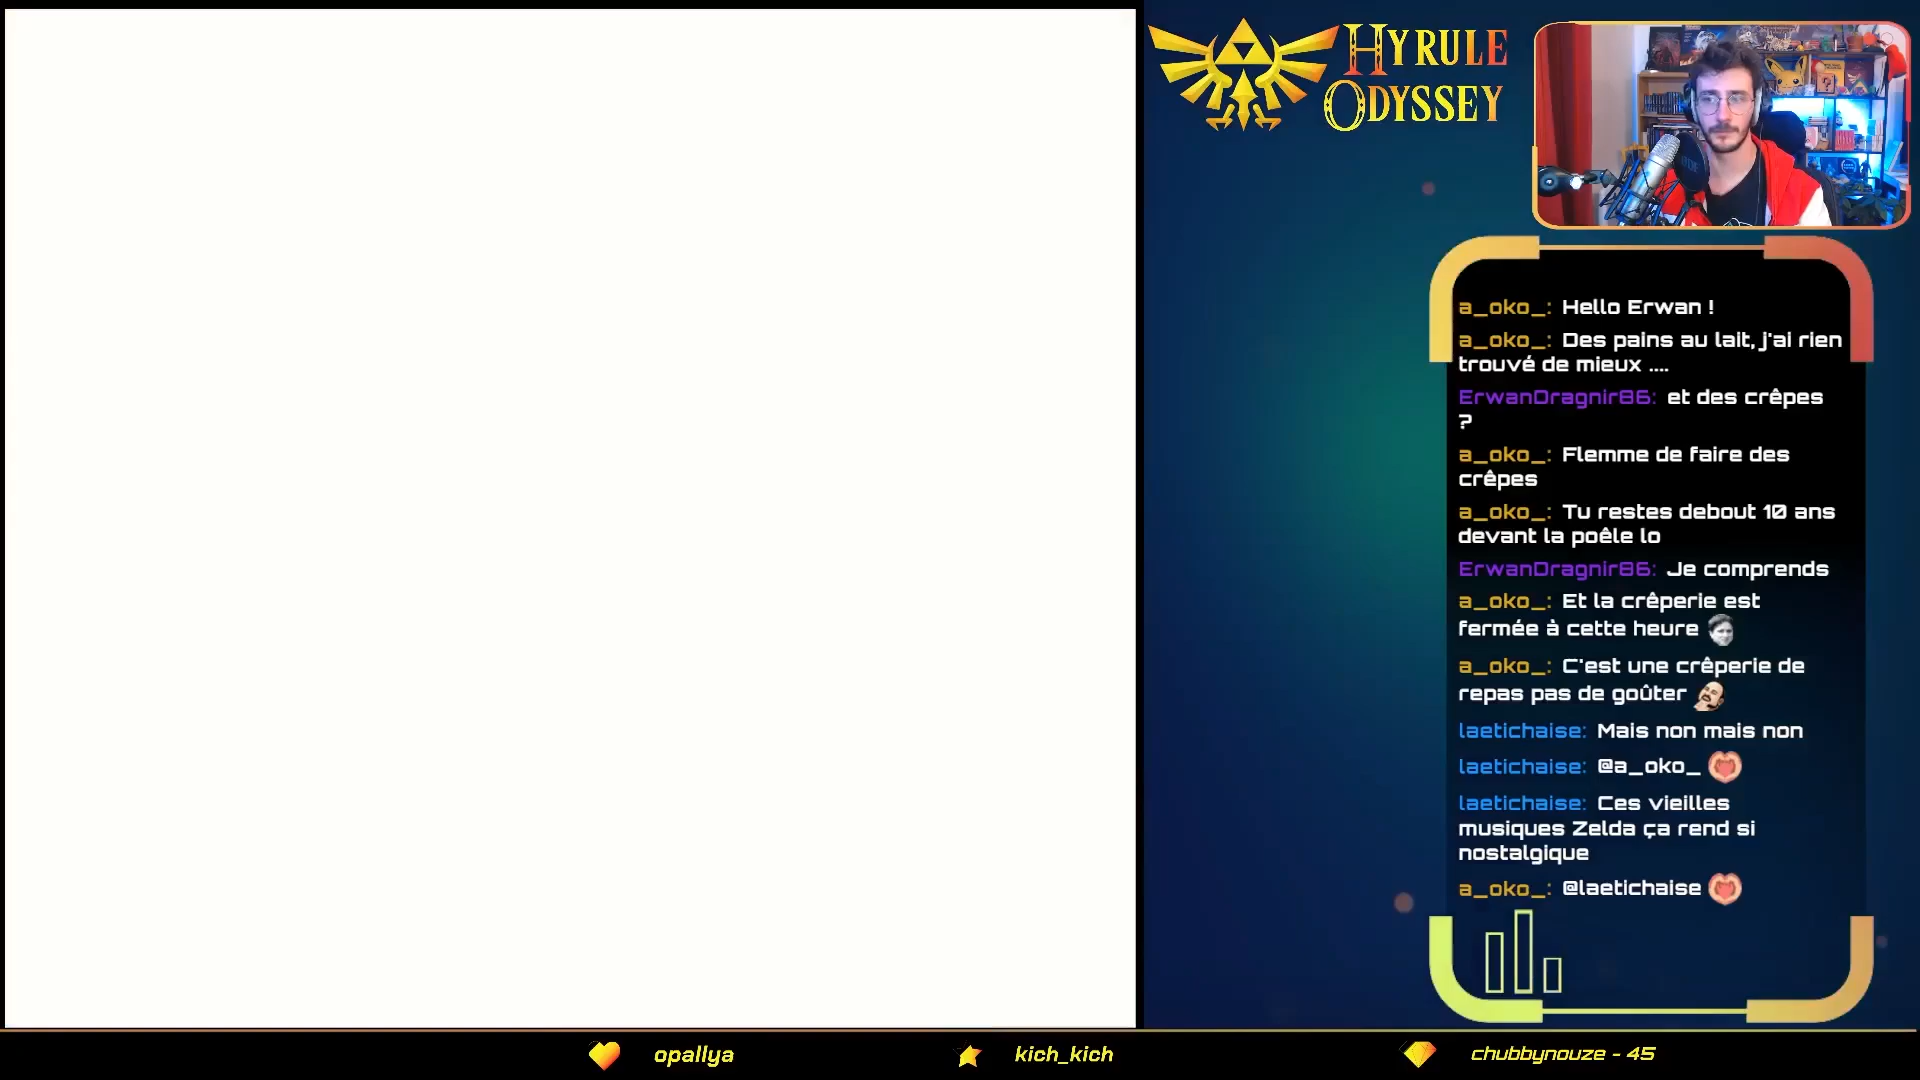 HYRULE
ODYSSEY
a_oko_: Hello Erwan !
a_oko_: Des pains au lait, j'ai rien
trouvé de mieux ....
ErwanDragnir86: et des crêpes
?
a_oko_: Flemme de faire des
crêpes
a_oko_: Tu restes debout 10 ans
devant la poêle lo
ErwanDragnir86: Je comprends
a_oko_: Et la crêperie est
fermée à cette heure
a_oko_: C'est une crêperie de
repas pas de goûter
laetichaise: Mais non mais non
laetichaise: @a_oko_
laetichaise: Ces vieilles
musiques Zelda ça rend si
nostalgique
a_oko_: @laetichaise
opallya
kich_kich
chubbynouze - 45